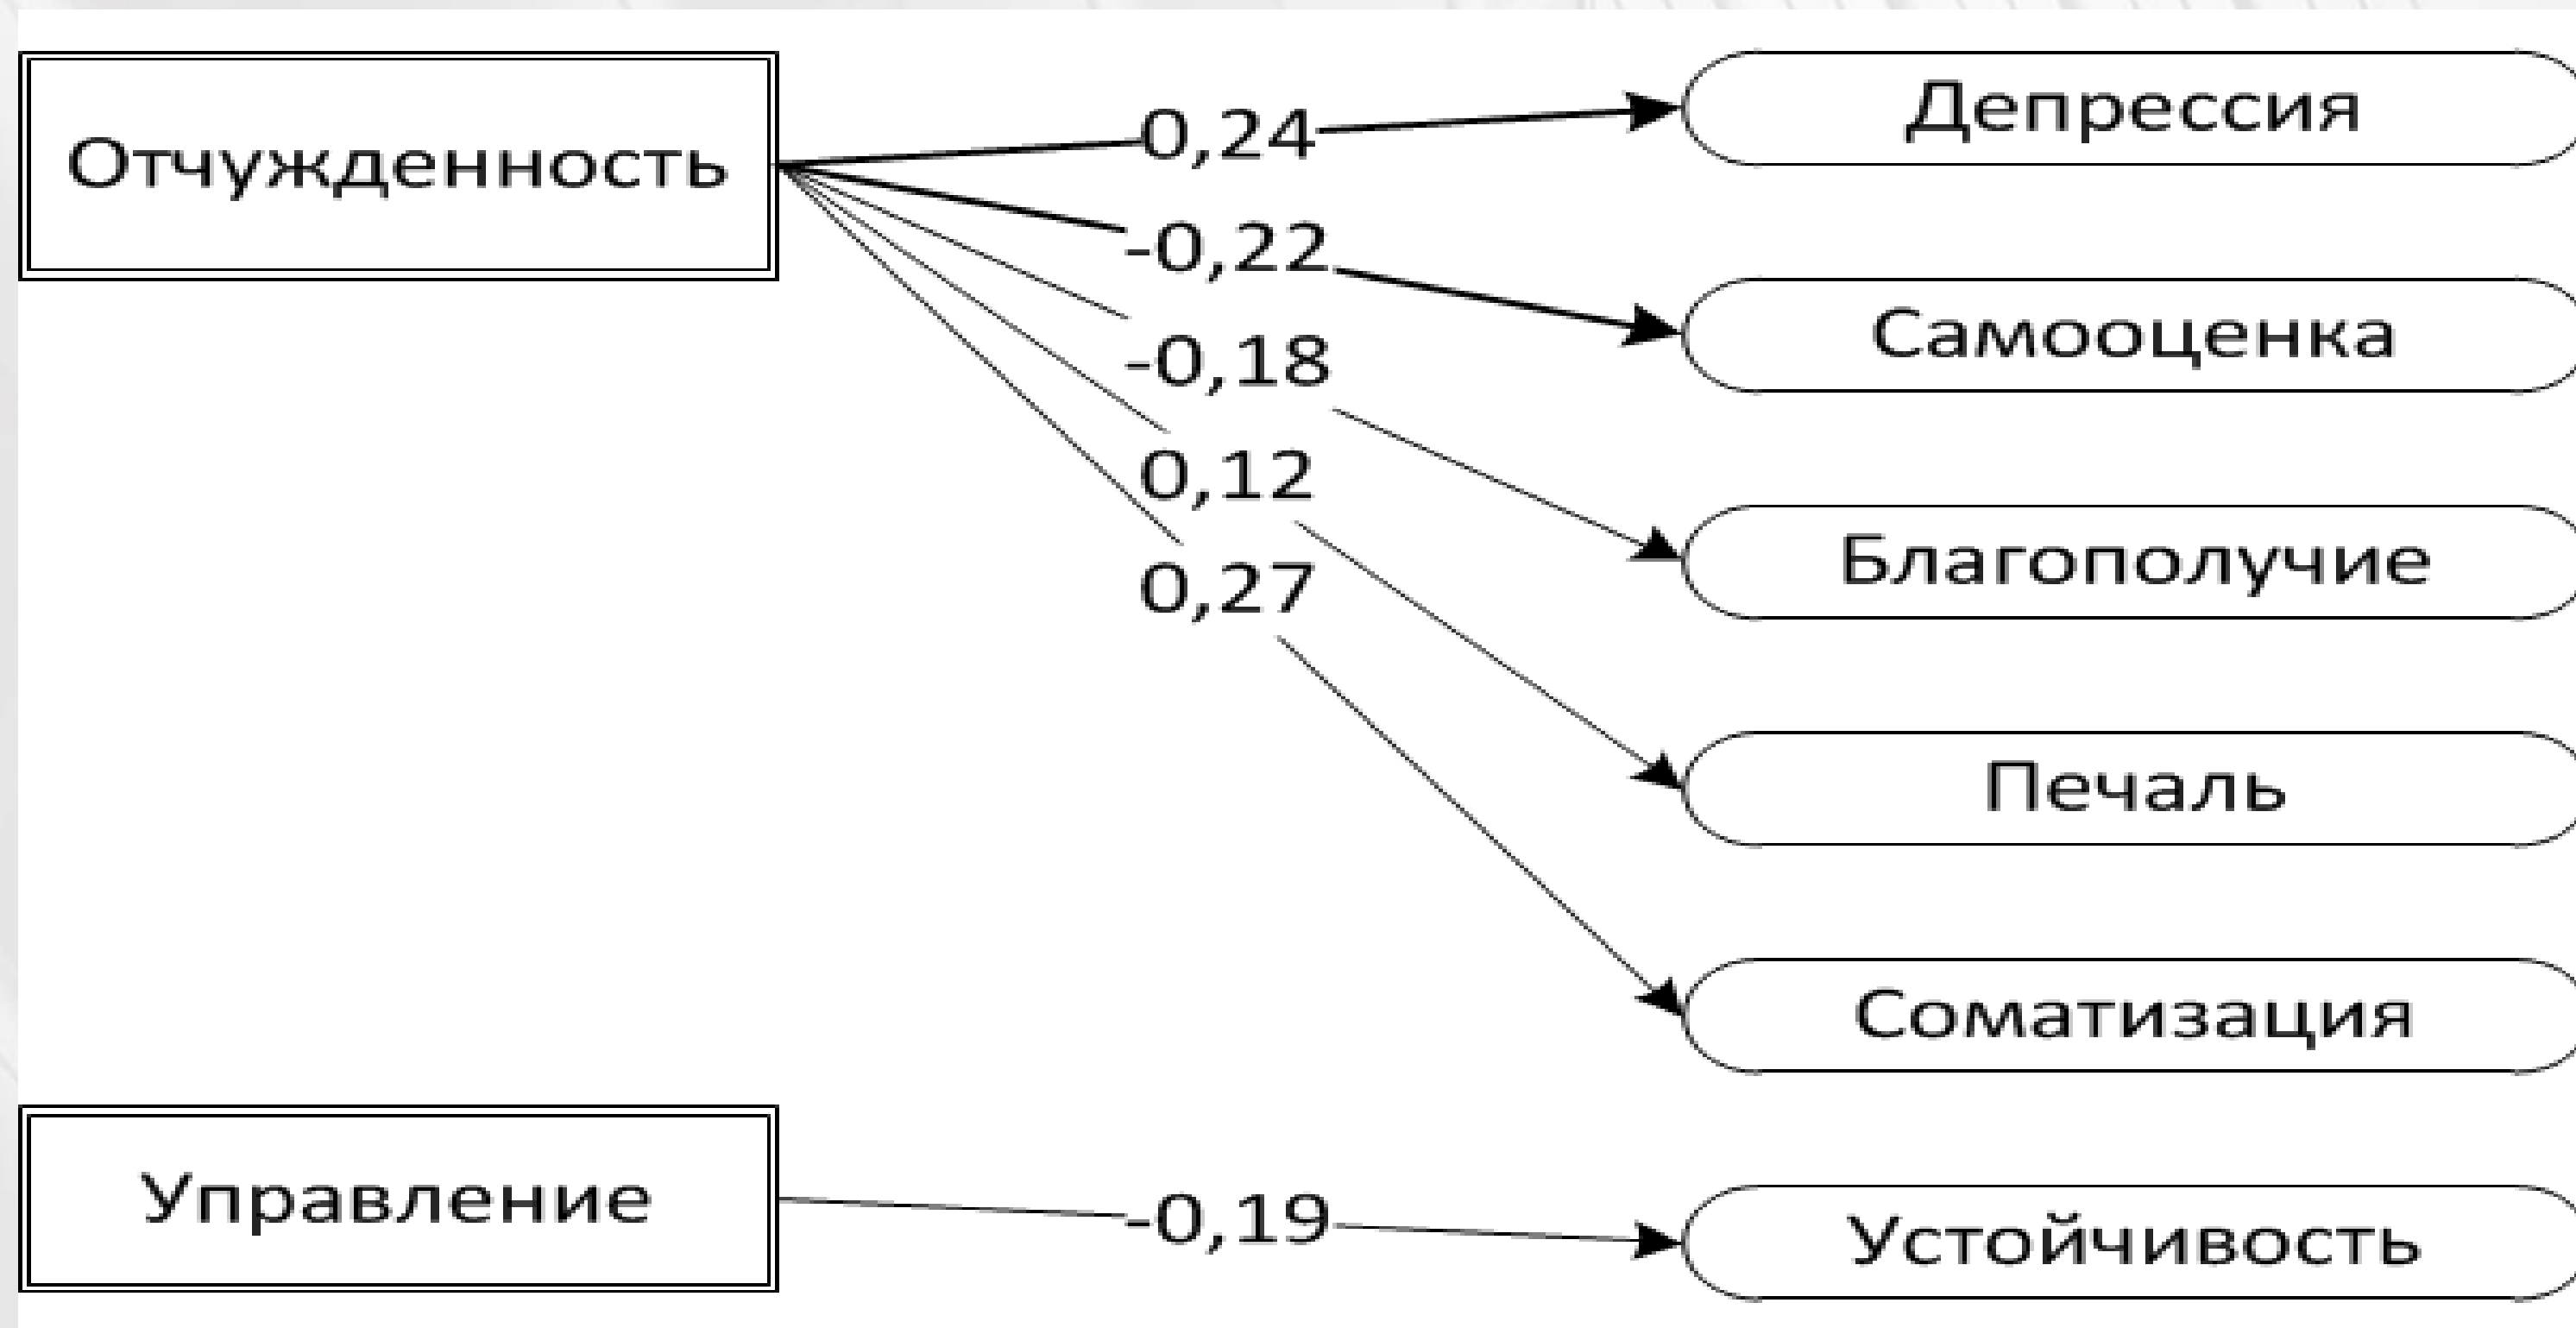 Отчужденность
0,24
Депрессия
-0,22
Самооценка
-0,18
Благополучие
0,12
Печаль
0,27
Соматизация
Управление
-0,19
Устойчивость